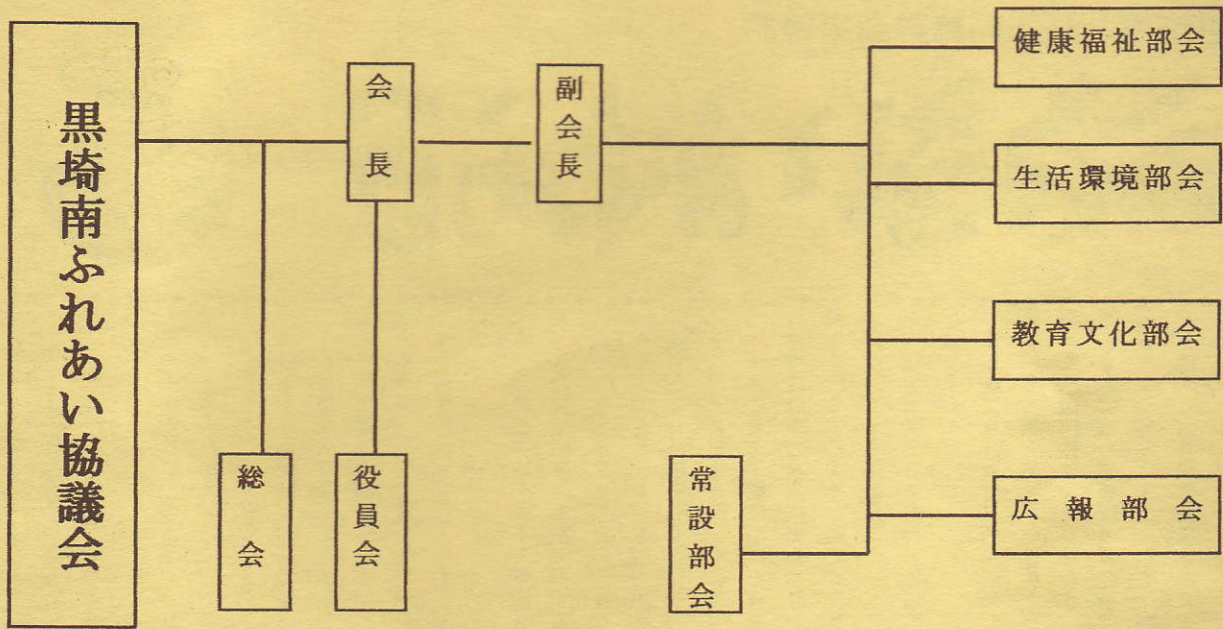 黒埼南ふれあい協議会
会長
副会長
総会
役員会
常設部会
健康福祉部会
生活環境部会
教育文化部会
広報部会